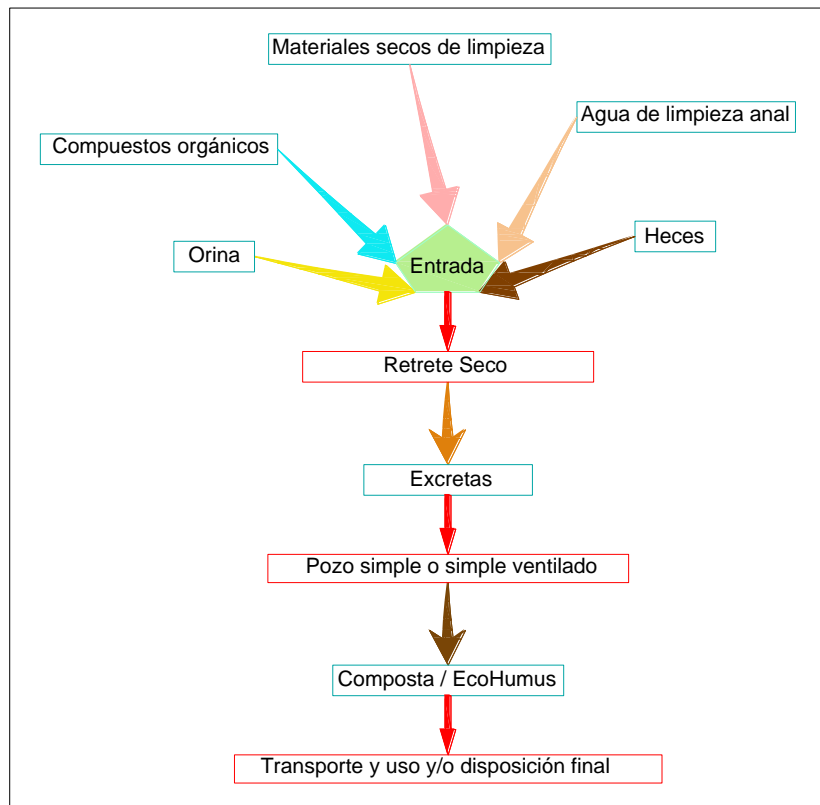 Materiales secos de limpieza
Agua de limpieza anal
Compuestos orgánicos
Orina
Heces
Entrada
Retrete Seco
Excretas
Pozo simple o simple ventilado
Composta / EcoHumus
Transporte y uso y/o disposición final